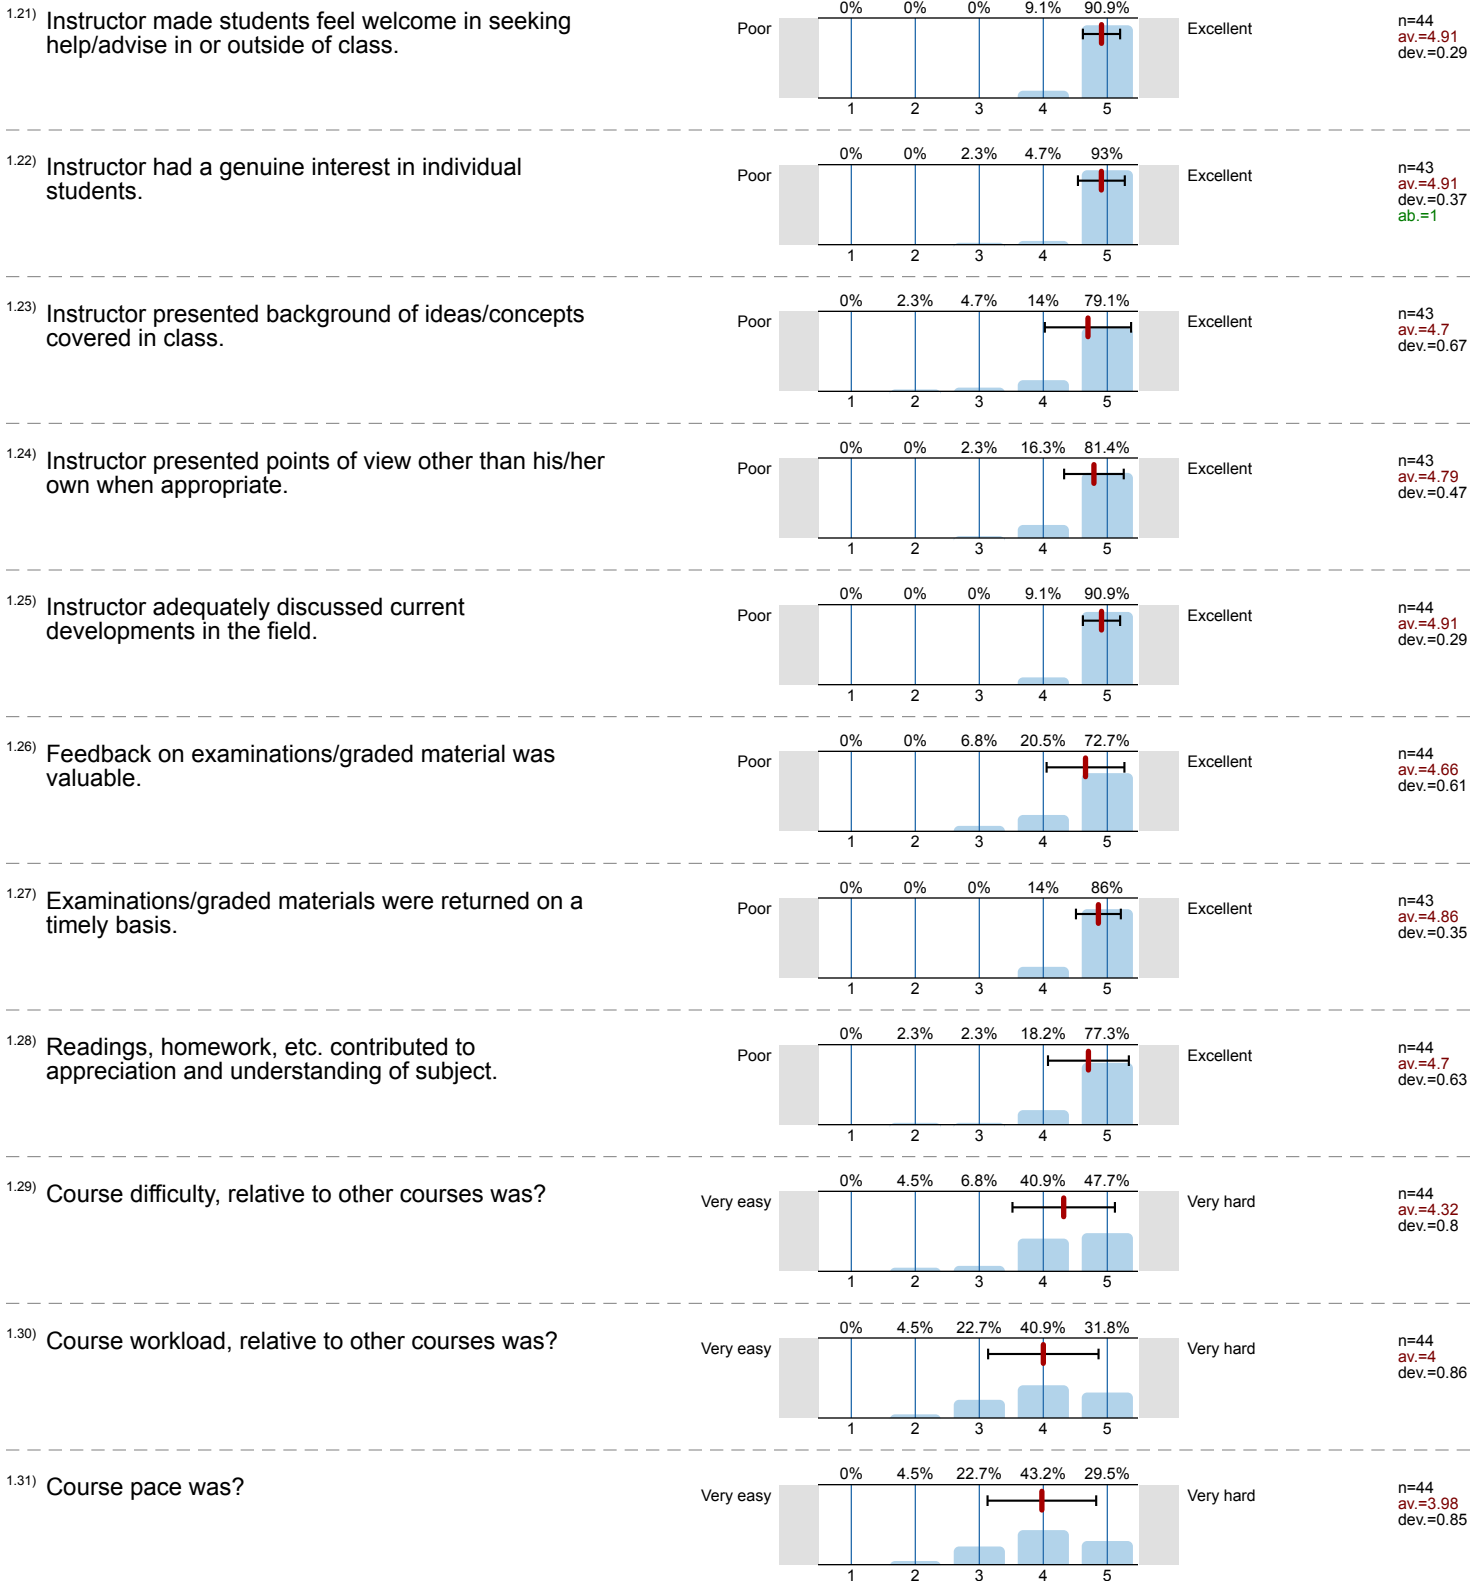 1.21) Instructor made students feel welcome in seeking
help/advise in or outside of class.
0% 0% 0% 9.1% 90.9%
Poor Excellent
1 2 3 4 5
n=44
av.=4.91
dev.=0.29
1.22) Instructor had a genuine interest in individual
students.
0% 0% 2.3% 4.7% 93%
Poor Excellent
1 2 3 4 5
n=43
av.=4.91
dev.=0.37
ab.=1
1.23) Instructor presented background of ideas/concepts
covered in class.
0% 2.3% 4.7% 14% 79.1%
Poor Excellent
1 2 3 4 5
n=43
av.=4.7
dev.=0.67
1.24) Instructor presented points of view other than his/her
own when appropriate.
0% 0% 2.3% 16.3% 81.4%
Poor Excellent
1 2 3 4 5
n=43
av.=4.79
dev.=0.47
1.25) Instructor adequately discussed current
developments in the field.
0% 0% 0% 9.1% 90.9%
Poor Excellent
1 2 3 4 5
n=44
av.=4.91
dev.=0.29
1.26) Feedback on examinations/graded material was
valuable.
0% 0% 6.8% 20.5% 72.7%
Poor Excellent
1 2 3 4 5
n=44
av.=4.66
dev.=0.61
1.27) Examinations/graded materials were returned on a
timely basis.
0% 0% 0% 14% 86%
Poor Excellent
1 2 3 4 5
n=43
av.=4.86
dev.=0.35
1.28) Readings, homework, etc. contributed to
appreciation and understanding of subject.
0% 2.3% 2.3% 18.2% 77.3%
Poor Excellent
1 2 3 4 5
n=44
av.=4.7
dev.=0.63
1.29) Course difficulty, relative to other courses was?
0% 4.5% 6.8% 40.9% 47.7%
Very easy Very hard
1 2 3 4 5
n=44
av.=4.32
dev.=0.8
1.30) Course workload, relative to other courses was?
0% 4.5% 22.7% 40.9% 31.8%
Very easy Very hard
1 2 3 4 5
n=44
av.=4
dev.=0.86
1.31) Course pace was?
0% 4.5% 22.7% 43.2% 29.5%
Very easy Very hard
1 2 3 4 5
n=44
av.=3.98
dev.=0.85